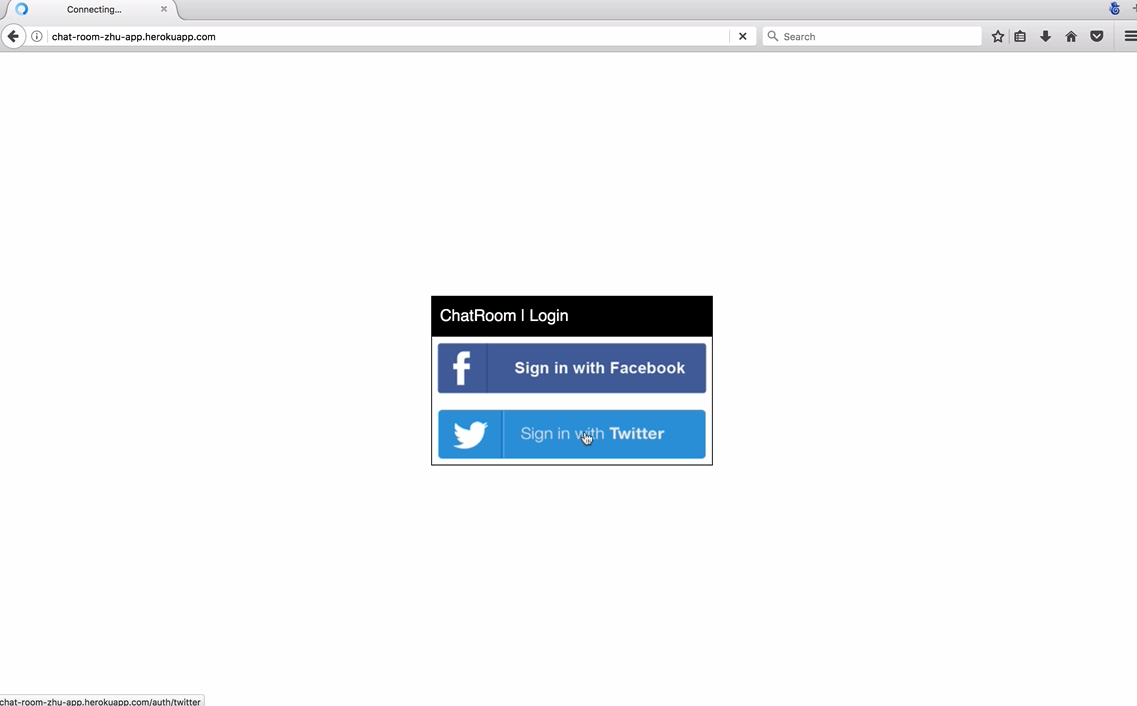 Connecting...
chat-room-zhu-app.herokuapp.com
Search
ChatRoom | Login
Sign in with Facebook
Sign in with Twitter
chat-room-zhu-app.herokuapp.com/auth/twitter